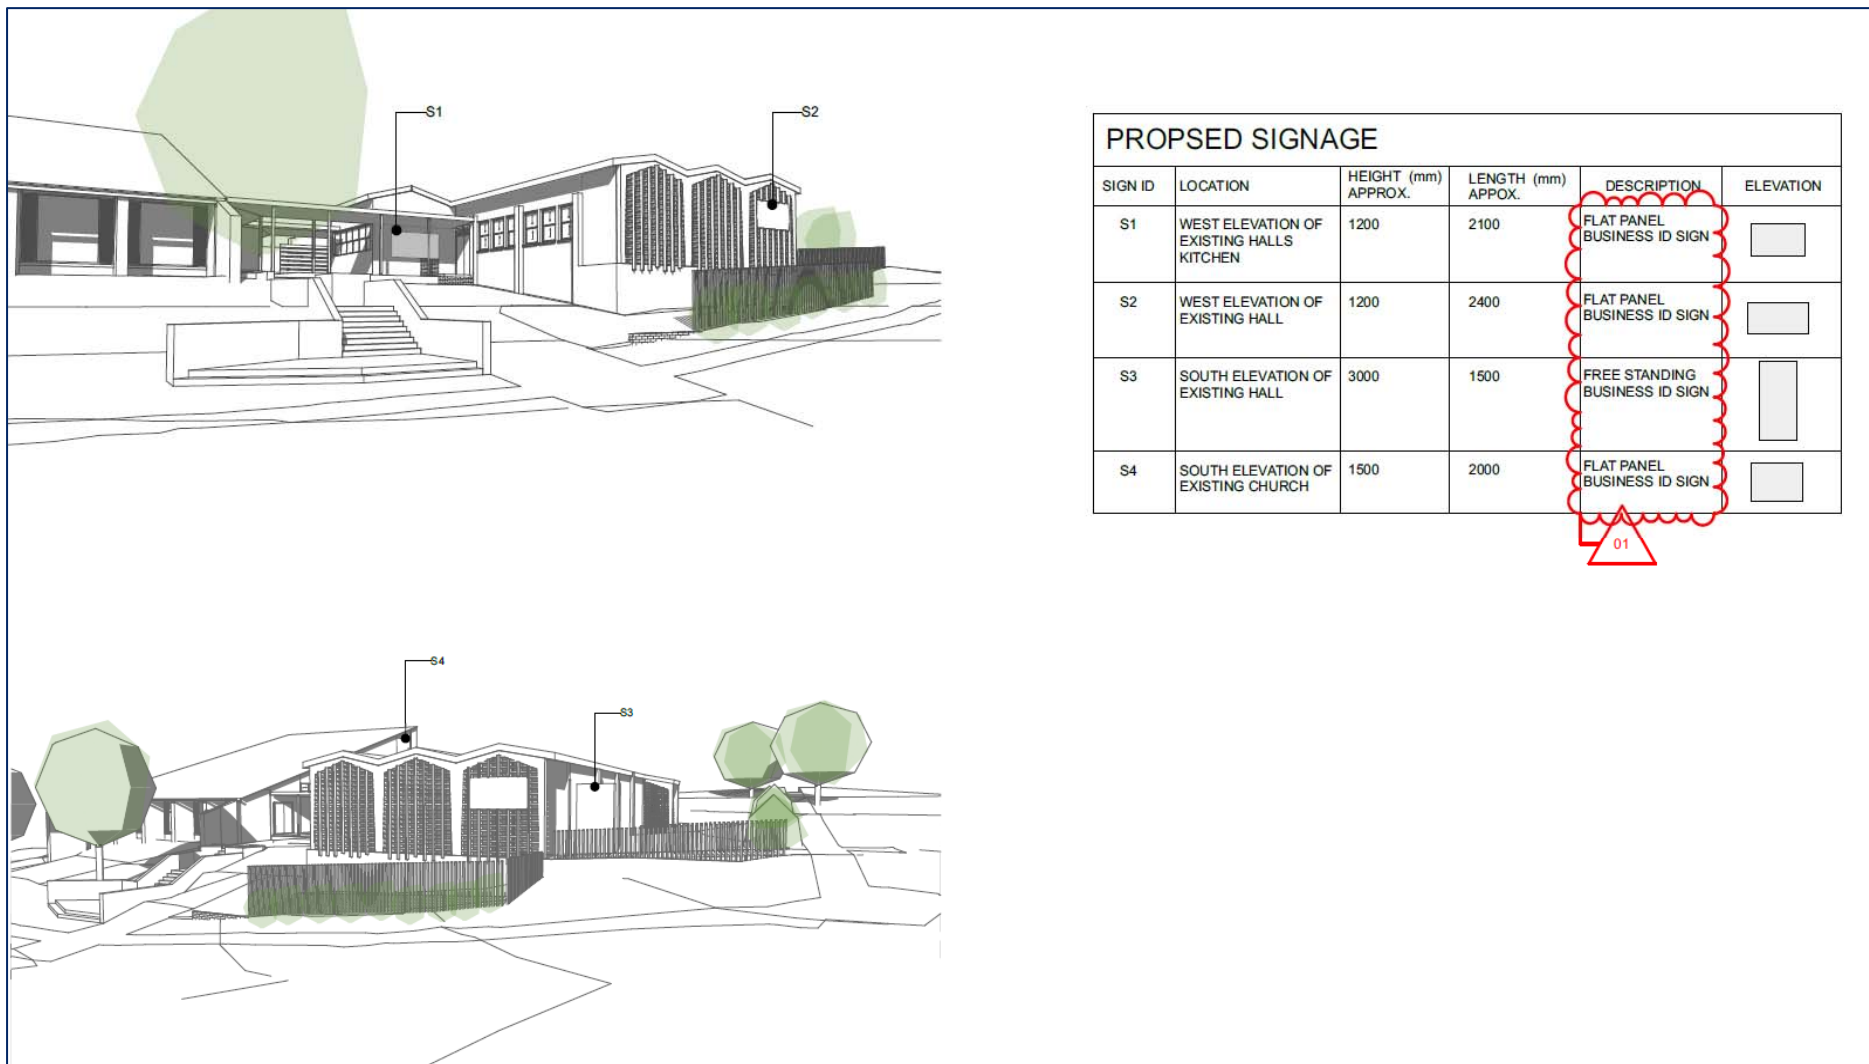 S1
S2
PROPSED SIGNAGE
SIGN ID
LOCATION
HEIGHT (mm)
APPROX.
LENGTH (mm)
APPOX.
DESCRIPTION
ELEVATION
S1
WEST ELEVATION OF
EXISTING HALLS
KITCHEN
1200
2100
FLAT PANEL
BUSINESS ID SIGN
S2
WEST ELEVATION OF
EXISTING HALL
1200
2400
FLAT PANEL
BUSINESS ID SIGN
S3
SOUTH ELEVATION OF
EXISTING HALL
3000
1500
FREE STANDING
BUSINESS ID SIGN
S4
SOUTH ELEVATION OF
EXISTING CHURCH
1500
2000
FLAT PANEL
BUSINESS ID SIGN
01
S4
S3